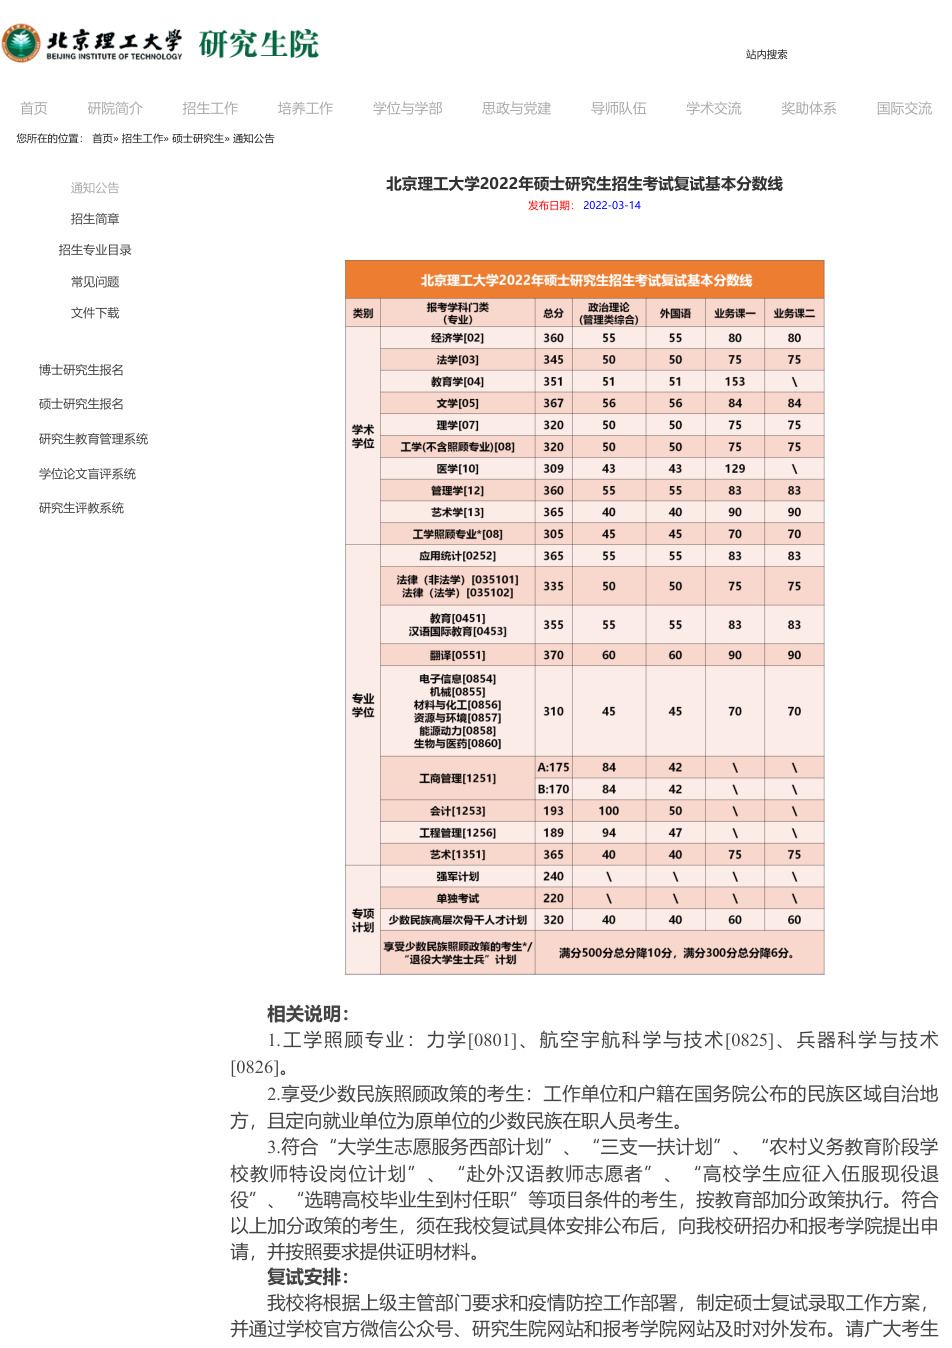 北京理工大学 研究生院
BEIJING INSTITUTE OF TECHNOLOGY
站内搜索
首页 研院简介 招生工作 培养工作 学位与学部 思政与党建 导师队伍 学术交流 奖助体系 国际交流
您所在的位置： 首页» 招生工作» 硕士研究生» 通知公告
通知公告
招生简章
招生专业目录
常见问题
文件下载
博士研究生报名
硕士研究生报名
研究生教育管理系统
学位论文盲评系统
研究生评教系统
北京理工大学2022年硕士研究生招生考试复试基本分数线
发布日期： 2022-03-14
北京理工大学2022年硕士研究生招生考试复试基本分数线
类别 报考学科门类（专业） 总分 政治理论(管理类综合) 外国语 业务课一 业务课二
学术学位
经济学[02] 360 55 55 80 80
法学[03] 345 50 50 75 75
教育学[04] 351 51 51 153 \
文学[05] 367 56 56 84 84
理学[07] 320 50 50 75 75
工学(不含照顾专业)[08] 320 50 50 75 75
医学[10] 309 43 43 129 \
管理学[12] 360 55 55 83 83
艺术学[13] 365 40 40 90 90
工学照顾专业*[08] 305 45 45 70 70
专业学位
应用统计[0252] 365 55 55 83 83
法律（非法学）[035101]
法律（法学）[035102] 335 50 50 75 75
教育[0451]
汉语国际教育[0453] 355 55 55 83 83
翻译[0551] 370 60 60 90 90
电子信息[0854]
机械[0855]
材料与化工[0856]
资源与环境[0857]
能源动力[0858]
生物与医药[0860] 310 45 45 70 70
工商管理[1251] A:175 84 42 \ \
B:170 84 42 \ \
会计[1253] 193 100 50 \ \
工程管理[1256] 189 94 47 \ \
艺术[1351] 365 40 40 75 75
专项计划
强军计划 240 \ \ \ \
单独考试 220 \ \ \ \
少数民族高层次骨干人才计划 320 40 40 60 60
享受少数民族照顾政策的考生*/
“退役大学生士兵”计划 满分500分总分降10分，满分300分总分降6分。
相关说明：
1.工学照顾专业：力学[0801]、航空宇航科学与技术[0825]、兵器科学与技术
[0826]。
2.享受少数民族照顾政策的考生：工作单位和户籍在国务院公布的民族区域自治地
方，且定向就业单位为原单位的少数民族在职人员考生。
3.符合“大学生志愿服务西部计划”、“三支一扶计划”、“农村义务教育阶段学
校教师特设岗位计划”、“赴外汉语教师志愿者”、“高校学生应征入伍服现役退
役”、“选聘高校毕业生到村任职”等项目条件的考生，按教育部加分政策执行。符合
以上加分政策的考生，须在我校复试具体安排公布后，向我校研招办和报考学院提出申
请，并按照要求提供证明材料。
复试安排：
我校将根据上级主管部门要求和疫情防控工作部署，制定硕士复试录取工作方案，
并通过学校官方微信公众号、研究生院网站和报考学院网站及时对外发布。请广大考生